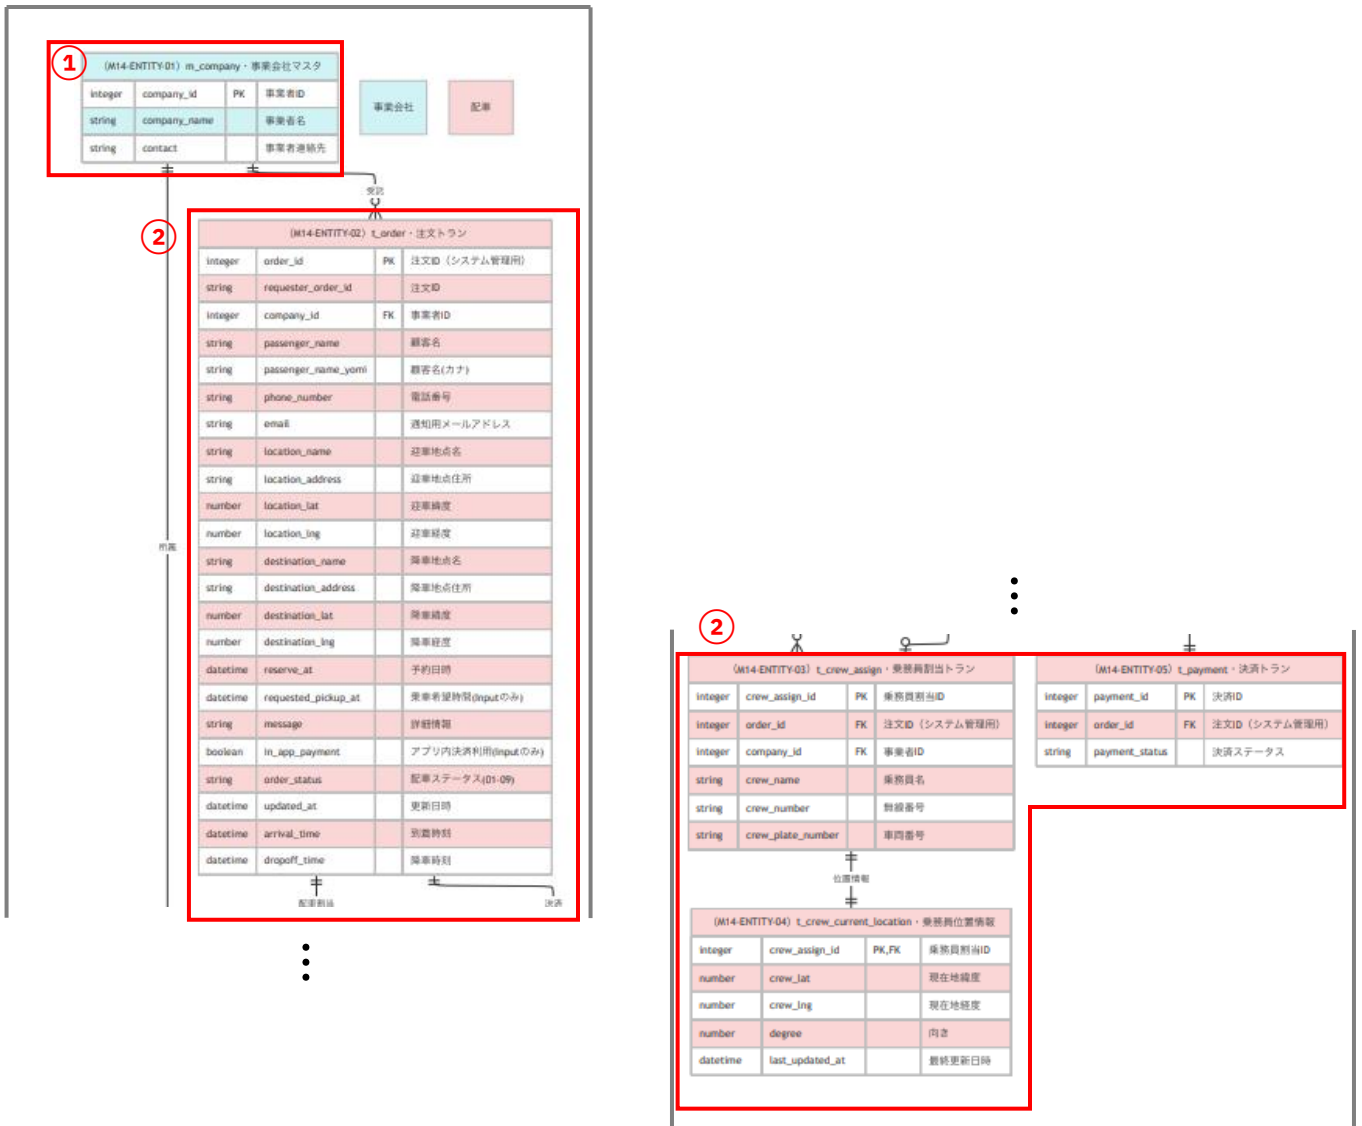 ①
(M14-ENTITY-01) m_company・事業会社マスタ
integer company_id PK 事業者ID
string company_name 事業者名
string contact 事業者連絡先
事業会社
配車
受託
②
(M14-ENTITY-02) t_order・注文トラン
integer order_id PK 注文ID（システム管理用）
string requester_order_id 注文ID
integer company_id FK 事業者ID
string passenger_name 顧客名
string passenger_name_yomi 顧客名(カナ)
string phone_number 電話番号
string email 通知用メールアドレス
string location_name 迎車地点名
string location_address 迎車地点住所
number location_lat 迎車緯度
number location_lng 迎車経度
所属
string destination_name 降車地点名
string destination_address 降車地点住所
number destination_lat 降車緯度
number destination_lng 降車経度
datetime reserve_at 予約日時
datetime requested_pickup_at 乗車希望時間(Inputのみ)
string message 詳細情報
boolean in_app_payment アプリ内決済利用(Inputのみ)
string order_status 配車ステータス(01-09)
datetime updated_at 更新日時
datetime arrival_time 到着時刻
datetime dropoff_time 降車時刻
配車割当
決済
②
(M14-ENTITY-03) t_crew_assign・乗務員割当トラン
integer crew_assign_id PK 乗務員割当ID
integer order_id FK 注文ID（システム管理用）
integer company_id FK 事業者ID
string crew_name 乗務員名
string crew_number 無線番号
string crew_plate_number 車両番号
位置情報
(M14-ENTITY-04) t_crew_current_location・乗務員位置情報
integer crew_assign_id PK,FK 乗務員割当ID
number crew_lat 現在地緯度
number crew_lng 現在地経度
number degree 向き
datetime last_updated_at 最終更新日時
(M14-ENTITY-05) t_payment・決済トラン
integer payment_id PK 決済ID
integer order_id FK 注文ID（システム管理用）
string payment_status 決済ステータス